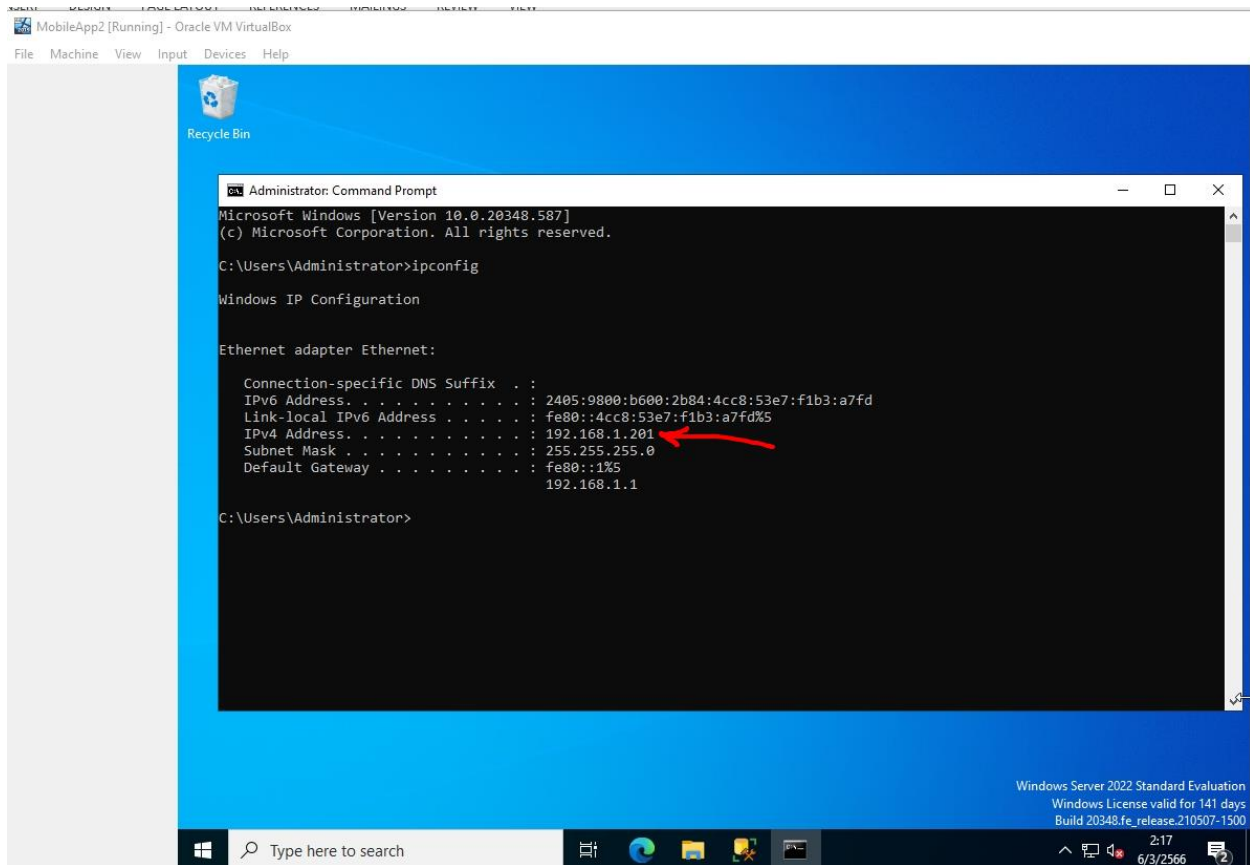 MobileApp2 [Running] - Oracle VM VirtualBox
File Machine View Input Devices Help
Recycle Bin
Administrator: Command Prompt
Microsoft Windows [Version 10.0.20348.587]
(c) Microsoft Corporation. All rights reserved.
C:\Users\Administrator>ipconfig
Windows IP Configuration
Ethernet adapter Ethernet:
Connection-specific DNS Suffix . :
IPv6 Address. . . . . . . . . . . : 2405:9800:b600:2b84:4cc8:53e7:f1b3:a7fd
Link-local IPv6 Address . . . . . : fe80::4cc8:53e7:f1b3:a7fd%5
IPv4 Address. . . . . . . . . . . : 192.168.1.201
Subnet Mask . . . . . . . . . . . : 255.255.255.0
Default Gateway . . . . . . . . . : fe80::1%5
192.168.1.1
C:\Users\Administrator>
Windows Server 2022 Standard Evaluation
Windows License valid for 141 days
Build 20348.fe_release.210507-1500
Type here to search
2:17
6/3/2566
2